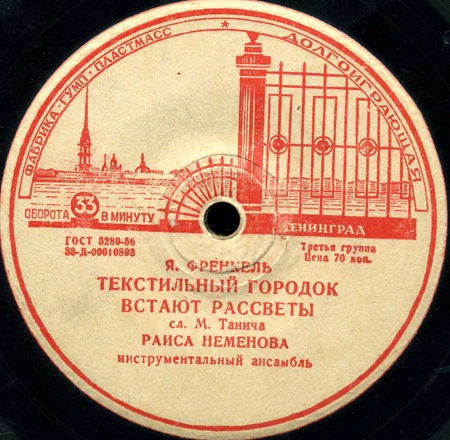 ФАБРИКА · ГУМП · ПЛАСТМАСС * ДОЛГОИГРАЮЩАЯ
ОБОРОТА 33 В МИНУТУ
ЛЕНИНГРАД
ГОСТ 5289-56
33-Д-00010893
Третья группа
Цена 70 коп.
Я. ФРЕНКЕЛЬ
ТЕКСТИЛЬНЫЙ ГОРОДОК
ВСТАЮТ РАССВЕТЫ
сл. М. Танича
РАИСА НЕМЕНОВА
инструментальный ансамбль